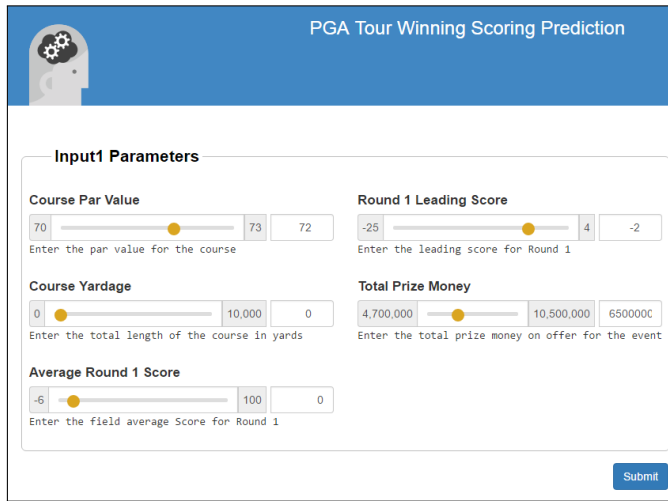 PGA Tour Winning Scoring Prediction
Input1 Parameters
Course Par Value
70 73 72
Enter the par value for the course
Round 1 Leading Score
-25 4 -2
Enter the leading score for Round 1
Course Yardage
0 10,000 0
Enter the total length of the course in yards
Total Prize Money
4,700,000 10,500,000 6500000
Enter the total prize money on offer for the event
Average Round 1 Score
-6 100 0
Enter the field average Score for Round 1
Submit